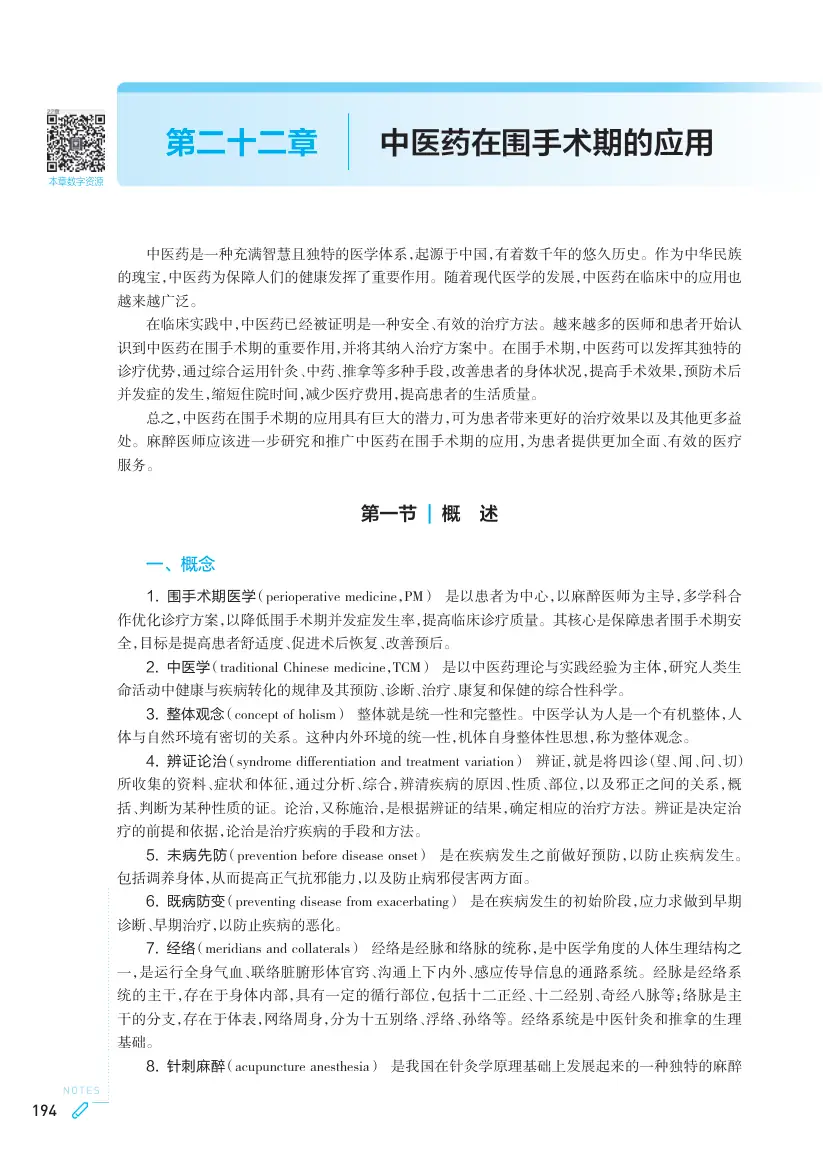 本章数字资源
第二十二章
中医药在围手术期的应用
中医药是一种充满智慧且独特的医学体系,起源于中国,有着数千年的悠久历史。作为中华民族
的瑰宝,中医药为保障人们的健康发挥了重要作用。随着现代医学的发展,中医药在临床中的应用也
越来越广泛。
在临床实践中,中医药已经被证明是一种安全、有效的治疗方法。越来越多的医师和患者开始认
识到中医药在围手术期的重要作用,并将其纳入治疗方案中。在围手术期,中医药可以发挥其独特的
诊疗优势,通过综合运用针灸、中药、推拿等多种手段,改善患者的身体状况,提高手术效果,预防术后
并发症的发生,缩短住院时间,减少医疗费用,提高患者的生活质量。
总之,中医药在围手术期的应用具有巨大的潜力,可为患者带来更好的治疗效果以及其他更多益
处。麻醉医师应该进一步研究和推广中医药在围手术期的应用,为患者提供更加全面、有效的医疗
服务。
第一节 | 概 述
一、概念
1. 围手术期医学(perioperative medicine,PM) 是以患者为中心,以麻醉医师为主导,多学科合
作优化诊疗方案,以降低围手术期并发症发生率,提高临床诊疗质量。其核心是保障患者围手术期安
全,目标是提高患者舒适度、促进术后恢复、改善预后。
2. 中医学(traditional Chinese medicine,TCM) 是以中医药理论与实践经验为主体,研究人类生
命活动中健康与疾病转化的规律及其预防、诊断、治疗、康复和保健的综合性科学。
3. 整体观念(concept of holism) 整体就是统一性和完整性。中医学认为人是一个有机整体,人
体与自然环境有密切的关系。这种内外环境的统一性,机体自身整体性思想,称为整体观念。
4. 辨证论治(syndrome differentiation and treatment variation) 辨证,就是将四诊(望、闻、问、切)
所收集的资料、症状和体征,通过分析、综合,辨清疾病的原因、性质、部位,以及邪正之间的关系,概
括、判断为某种性质的证。论治,又称施治,是根据辨证的结果,确定相应的治疗方法。辨证是决定治
疗的前提和依据,论治是治疗疾病的手段和方法。
5. 未病先防(prevention before disease onset) 是在疾病发生之前做好预防,以防止疾病发生。
包括调养身体,从而提高正气抗邪能力,以及防止病邪侵害两方面。
6. 既病防变(preventing disease from exacerbating) 是在疾病发生的初始阶段,应力求做到早期
诊断、早期治疗,以防止疾病的恶化。
7. 经络(meridians and collaterals) 经络是经脉和络脉的统称,是中医学角度的人体生理结构之
一,是运行全身气血、联络脏腑形体官窍、沟通上下内外、感应传导信息的通路系统。经脉是经络系
统的主干,存在于身体内部,具有一定的循行部位,包括十二正经、十二经别、奇经八脉等;络脉是主
干的分支,存在于体表,网络周身,分为十五别络、浮络、孙络等。经络系统是中医针灸和推拿的生理
基础。
8. 针刺麻醉(acupuncture anesthesia) 是我国在针灸学原理基础上发展起来的一种独特的麻醉
NOTES
194